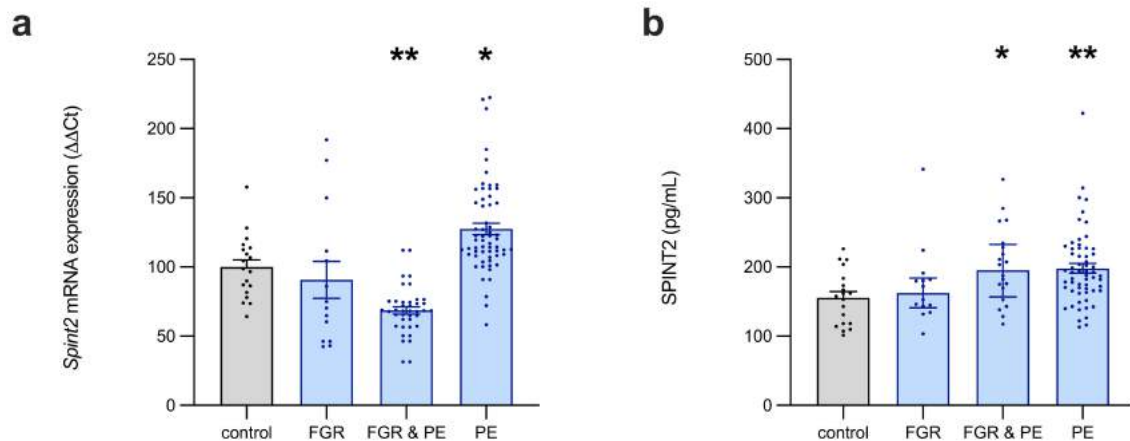 a
Spint2 mRNA expression (ΔΔCt)
250
200
150
100
50
0
** *
control FGR FGR & PE PE
b
SPINT2 (pg/mL)
500
400
300
200
100
0
* **
control FGR FGR & PE PE